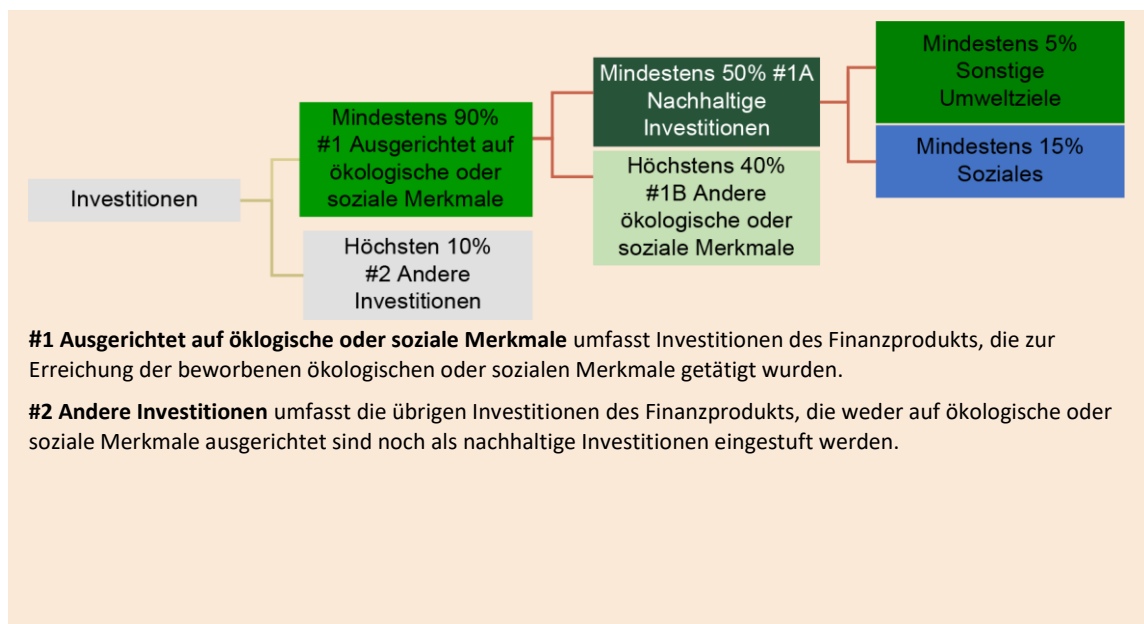 Investitionen
Mindestens 90%
#1 Ausgerichtet auf
ökologische oder
soziale Merkmale
Höchsten 10%
#2 Andere
Investitionen
Mindestens 50% #1A
Nachhaltige
Investitionen
Höchstens 40%
#1B Andere
ökologische oder
soziale Merkmale
Mindestens 5%
Sonstige
Umweltziele
Mindestens 15%
Soziales
#1 Ausgerichtet auf öklogische oder soziale Merkmale umfasst Investitionen des Finanzprodukts, die zur
Erreichung der beworbenen ökologischen oder sozialen Merkmale getätigt wurden.
#2 Andere Investitionen umfasst die übrigen Investitionen des Finanzprodukts, die weder auf ökologische oder
soziale Merkmale ausgerichtet sind noch als nachhaltige Investitionen eingestuft werden.